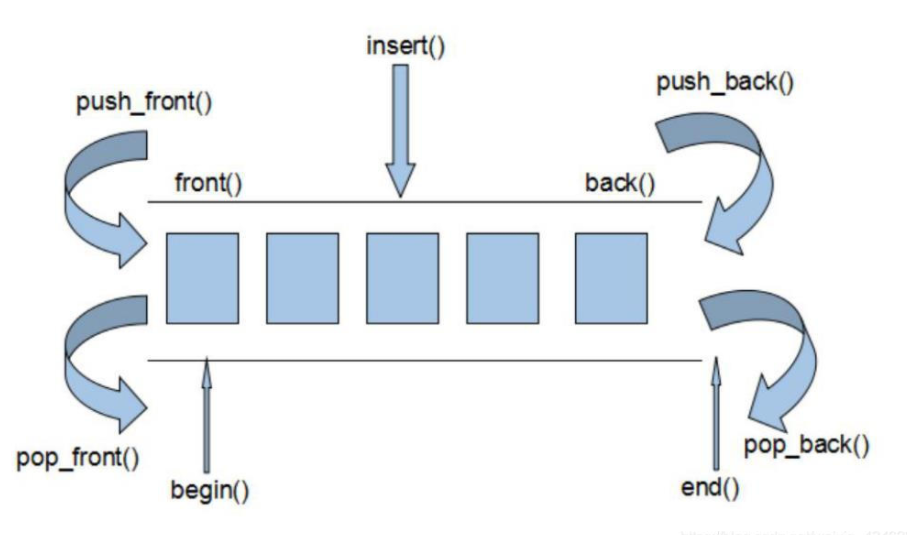 insert()
push_front()
push_back()
front()
back()
pop_front()
pop_back()
begin()
end()